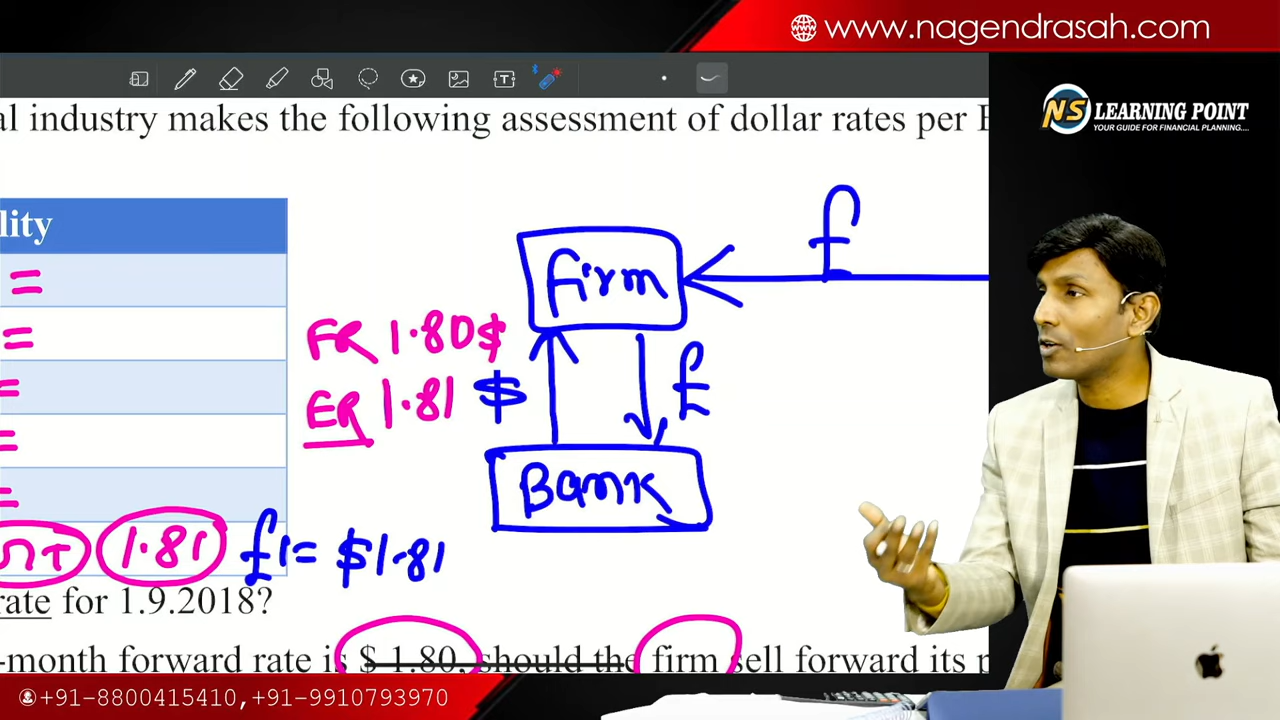 www.nagendrasah.com
NS LEARNING POINT
YOUR GUIDE FOR FINANCIAL PLANNING....
al industry makes the following assessment of dollar rates per
lity
=
=
=
=
=
£
Firm
FR 1.80$
ER 1.81 $
£
Bank
1.81 £1= $1.81
rate for 1.9.2018?
-month forward rate is $ 1.80, should the firm sell forward its
+91-8800415410,+91-9910793970